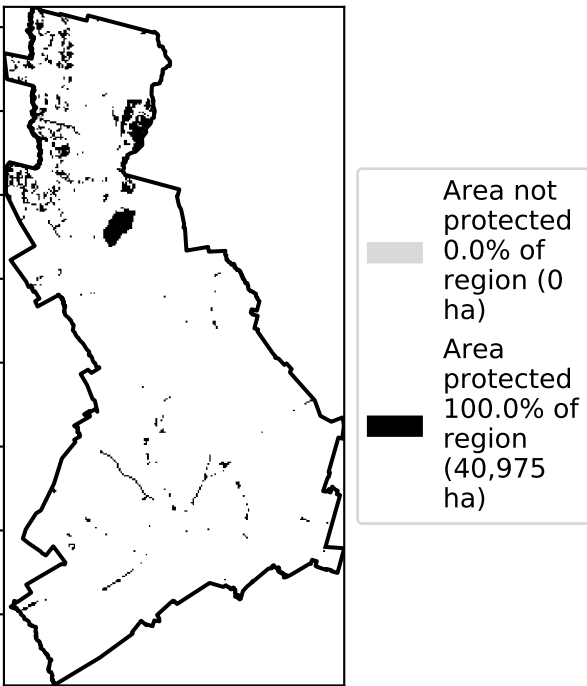 Area not
protected
0.0% of
region (0
ha)
Area
protected
100.0% of
region
(40,975
ha)